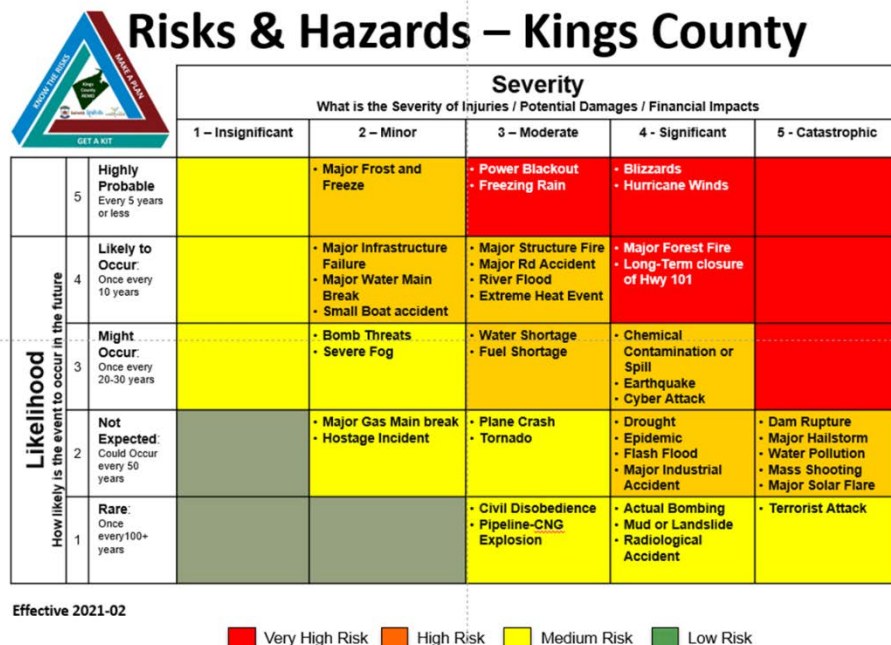 Risks & Hazards – Kings County
KNOW THE RISKS
MAKE A PLAN
Kings
County
REMO
GET A KIT
Severity
What is the Severity of Injuries / Potential Damages / Financial Impacts
1 – Insignificant
2 – Minor
3 – Moderate
4 - Significant
5 - Catastrophic
Likelihood
How likely is the event to occur in the future
5
Highly
Probable
Every 5 years
or less
• Major Frost and
Freeze
• Power Blackout
• Freezing Rain
• Blizzards
• Hurricane Winds
4
Likely to
Occur:
Once every
10 years
• Major Infrastructure
Failure
• Major Water Main
Break
• Small Boat accident
• Major Structure Fire
• Major Rd Accident
• River Flood
• Extreme Heat Event
• Major Forest Fire
• Long-Term closure
of Hwy 101
3
Might
Occur:
Once every
20-30 years
• Bomb Threats
• Severe Fog
• Water Shortage
• Fuel Shortage
• Chemical
Contamination or
Spill
• Earthquake
• Cyber Attack
2
Not
Expected:
Could Occur
every 50
years
• Major Gas Main break
• Hostage Incident
• Plane Crash
• Tornado
• Drought
• Epidemic
• Flash Flood
• Major Industrial
Accident
• Dam Rupture
• Major Hailstorm
• Water Pollution
• Mass Shooting
• Major Solar Flare
1
Rare:
Once
every100+
years
• Civil Disobedience
• Pipeline-CNG
Explosion
• Actual Bombing
• Mud or Landslide
• Radiological
Accident
• Terrorist Attack
Effective 2021-02
Very High Risk
High Risk
Medium Risk
Low Risk